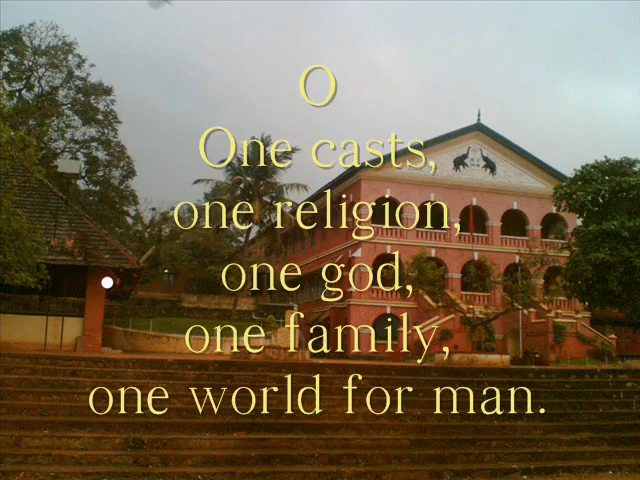 O
One casts,
one religion,
one god,
one family,
one world for man.